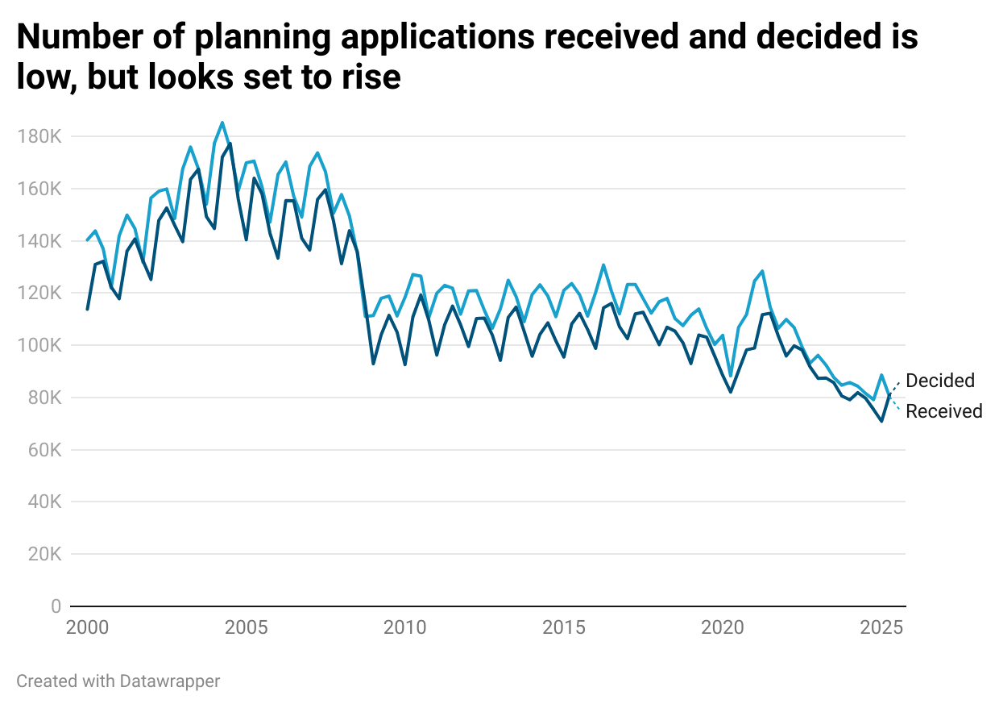 Number of planning applications received and decided is
low, but looks set to rise
180K
160K
140K
120K
100K
80K
60K
40K
20K
0
Decided
Received
2000 2005 2010 2015 2020 2025
Created with Datawrapper